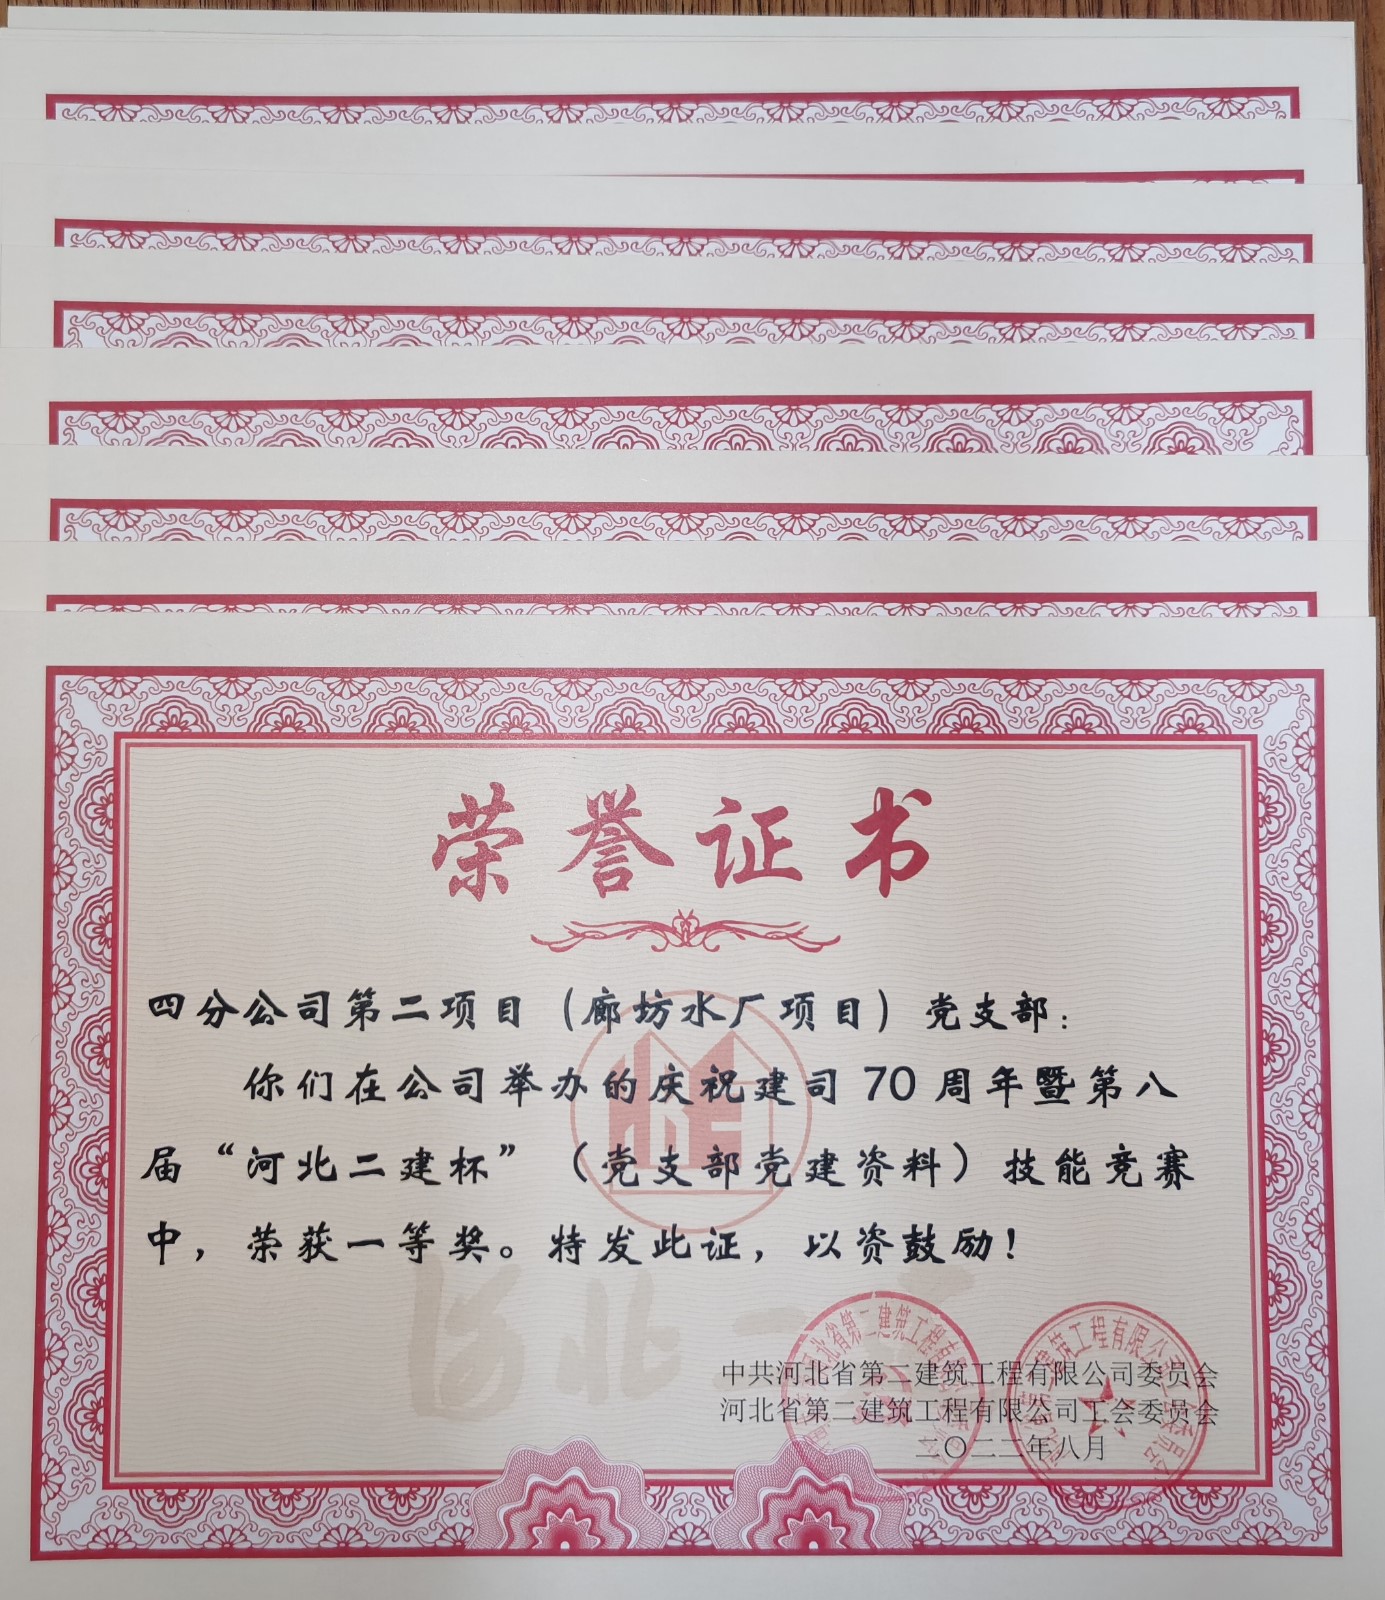 荣誉证书
四分公司第二项目（廊坊水厂项目）党支部：
你们在公司举办的庆祝建司70周年暨第八
届“河北二建杯”（党支部党建资料）技能竞赛
中，荣获一等奖。特发此证，以资鼓励！
河北二
中共河北省第二建筑工程有限公司委员会
河北省第二建筑工程有限公司工会委员会
二〇二二年八月